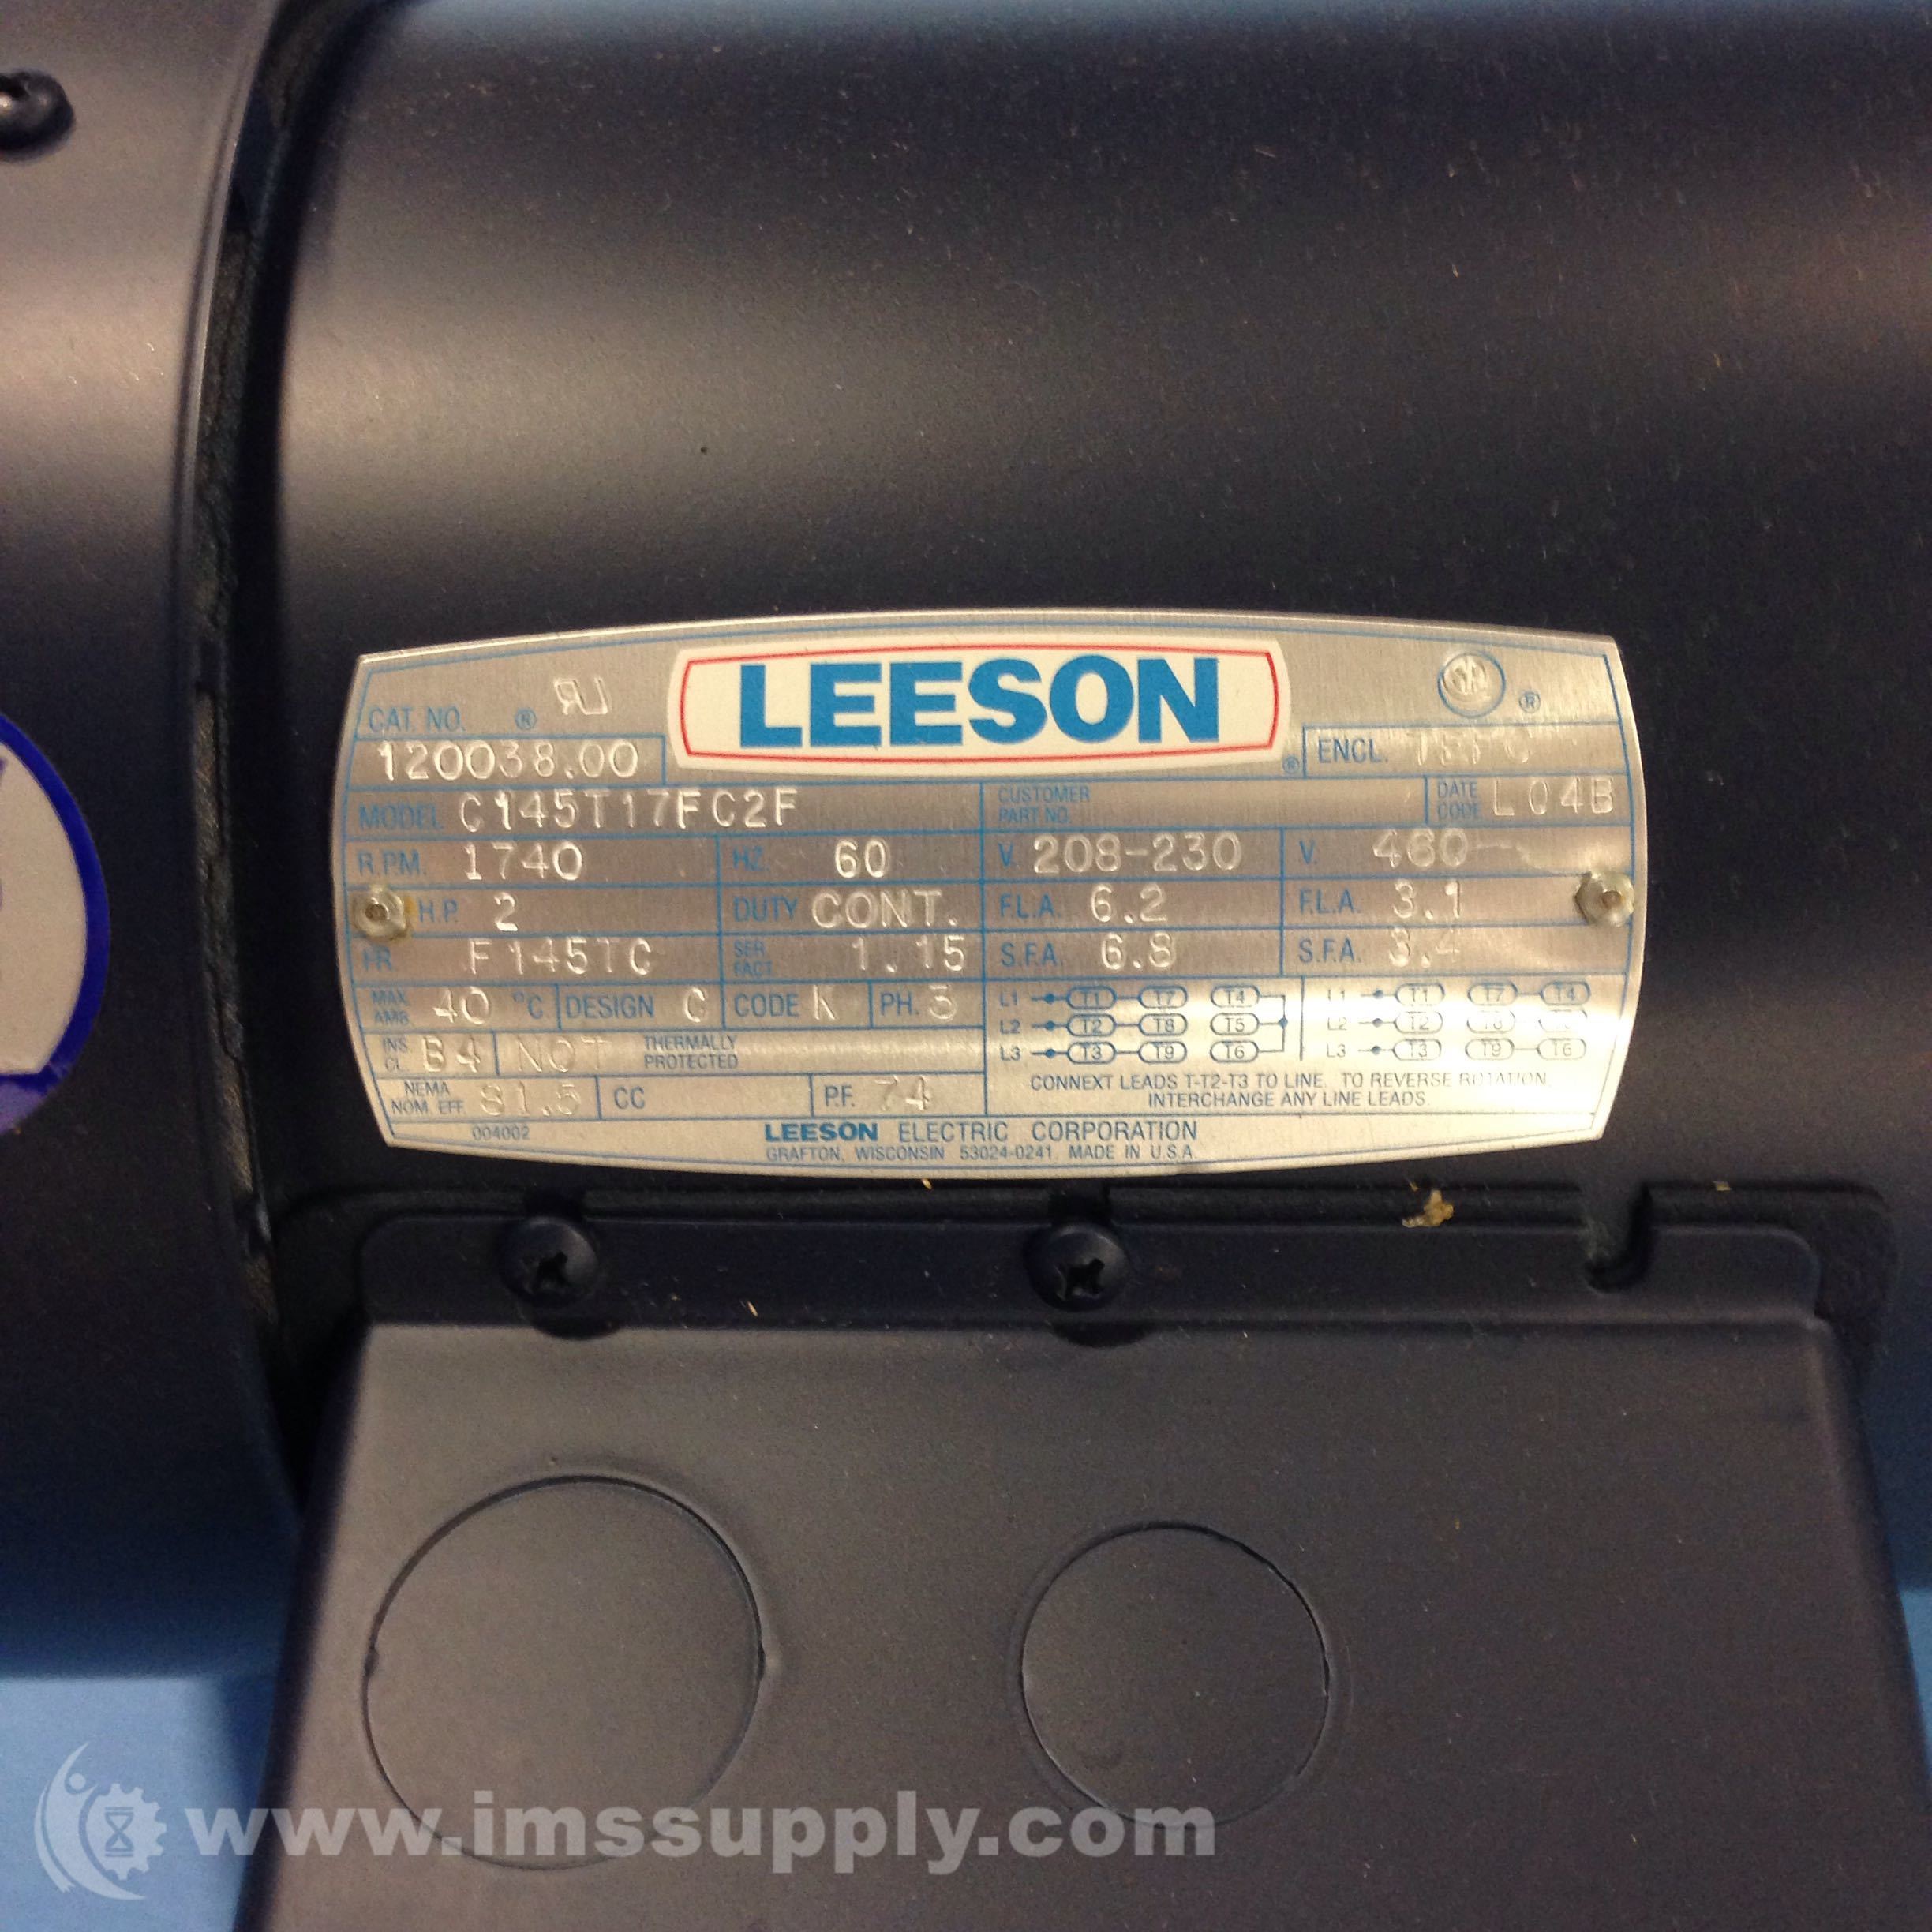 LEESON ®
CAT. NO. ® ®
120038.00 ENCL. TEFC
MODEL C145T17FC2F CUSTOMER PART NO. DATE CODE L04B
R.P.M. 1740 HZ 60 V. 208-230 V. 460
H.P. 2 DUTY CONT. F.L.A. 6.2 F.L.A. 3.1
FR. F145TC SER. FACT. 1.15 S.F.A. 6.8 S.F.A. 3.4
MAX. AMB. 40 °C DESIGN C CODE K PH. 3
INS. CL. B4 NOT THERMALLY PROTECTED
NEMA NOM. EFF. 81.5 CC P.F. 74
L1 T1 T7 T4 L1 T1 T7 T4
L2 T2 T8 T5 L2 T2 T8
L3 T3 T9 T6 L3 T3 T9 T6
CONNEXT LEADS T-T2-T3 TO LINE. TO REVERSE ROTATION
INTERCHANGE ANY LINE LEADS.
004002 LEESON ELECTRIC CORPORATION
GRAFTON, WISCONSIN 53024-0241 MADE IN U.S.A.
www.imssupply.com